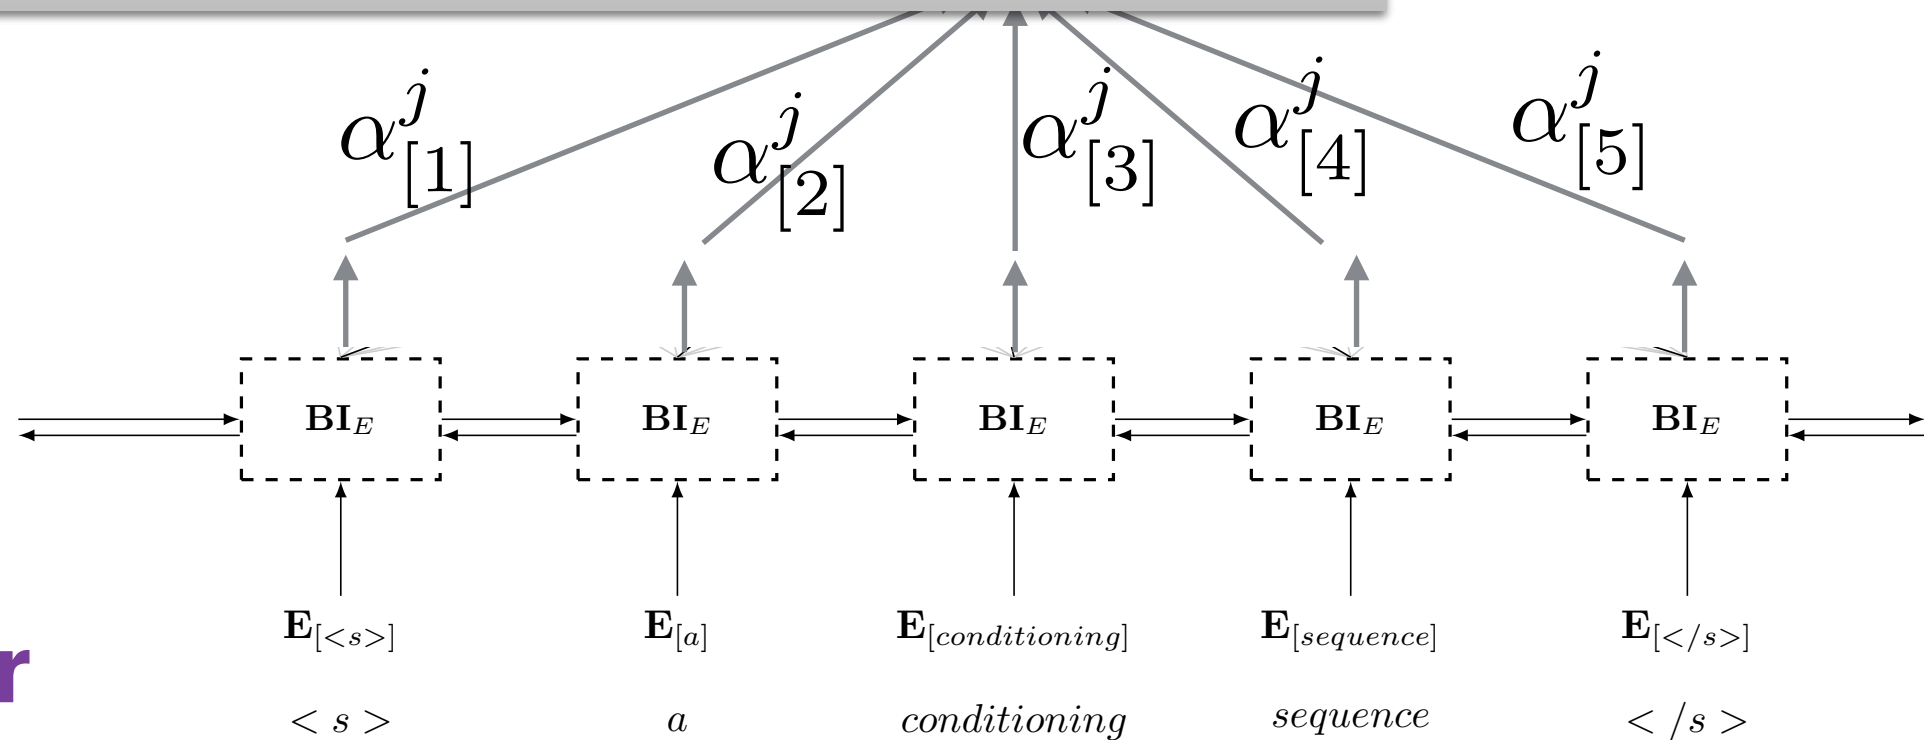 α^j_[1] α^j_[2] α^j_[3] α^j_[4] α^j_[5]
BI_E BI_E BI_E BI_E BI_E
E_[<s>] E_[a] E_[conditioning] E_[sequence] E_[</s>]
r
< s > a conditioning sequence < /s >